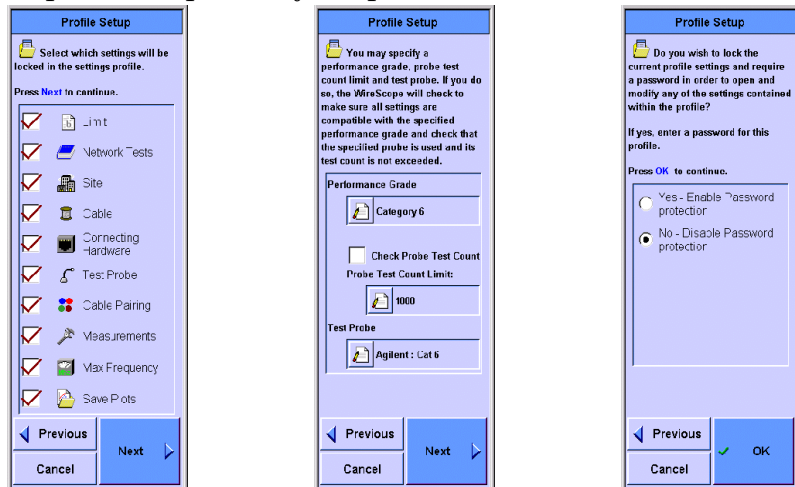 Profile Setup
Select which settings will be
locked in the settings profile.
Press Next to continue.
Limit
Network Tests
Site
Cable
Connecting
Hardware
Test Probe
Cable Pairing
Measurements
Max Frequency
Save Plots
Previous
Next
Cancel
Profile Setup
You may specify a
performance grade, probe test
count limit and test probe. If you do
so, the WireScope will check to
make sure all settings are
compatible with the specified
performance grade and check that
the specified probe is used and its
test count is not exceeded.
Performance Grade
Category 6
Check Probe Test Count
Probe Test Count Limit:
1000
Test Probe
Agilent : Cat 6
Previous
Next
Cancel
Profile Setup
Do you wish to lock the
current profile settings and require
a password in order to open and
modify any of the settings contained
within the profile?
If yes, enter a password for this
profile.
Press OK to continue.
Yes - Enable Password
protection
No - Disable Password
protection
Previous
OK
Cancel